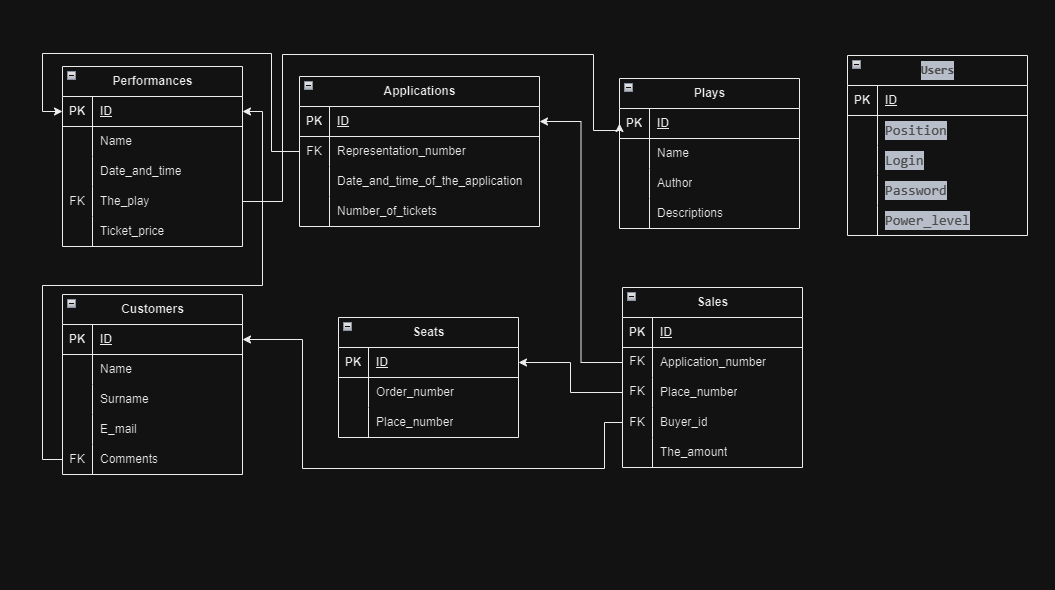 Performances
PK ID
Name
Date_and_time
FK The_play
Ticket_price
Applications
PK ID
FK Representation_number
Date_and_time_of_the_application
Number_of_tickets
Plays
PK ID
Name
Author
Descriptions
Users
PK ID
Position
Login
Password
Power_level
Customers
PK ID
Name
Surname
E_mail
FK Comments
Seats
PK ID
Order_number
Place_number
Sales
PK ID
FK Application_number
FK Place_number
FK Buyer_id
The_amount